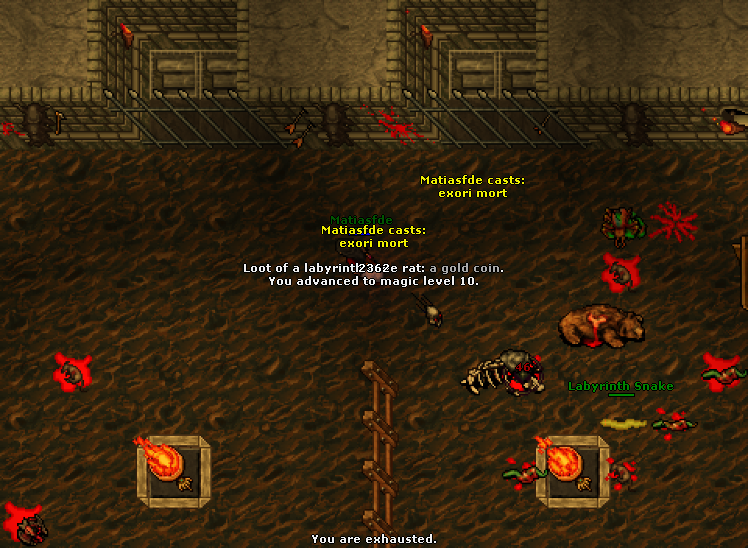 Matiasfde casts:
exori mort
Matiasfde
Matiasfde casts:
exori mort
Loot of a labyrintl2362e rat: a gold coin.
You advanced to magic level 10.
Labyrinth Snake
You are exhausted.